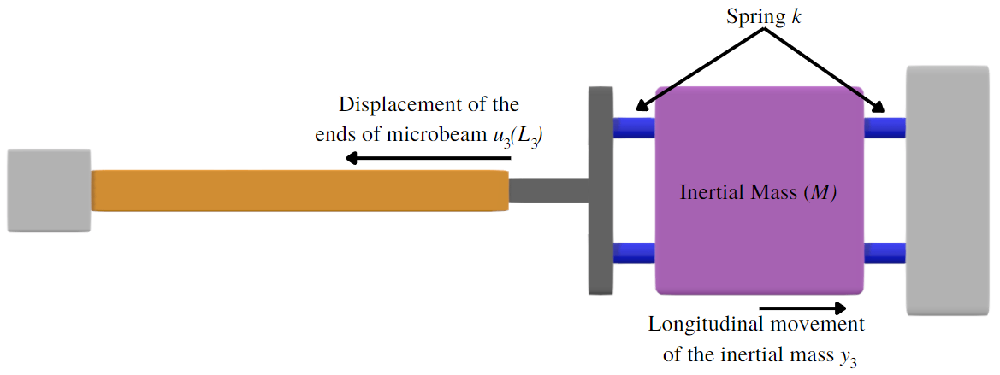 Spring k
Displacement of the
ends of microbeam u₃(L₃)
Inertial Mass (M)
Longitudinal movement
of the inertial mass y₃